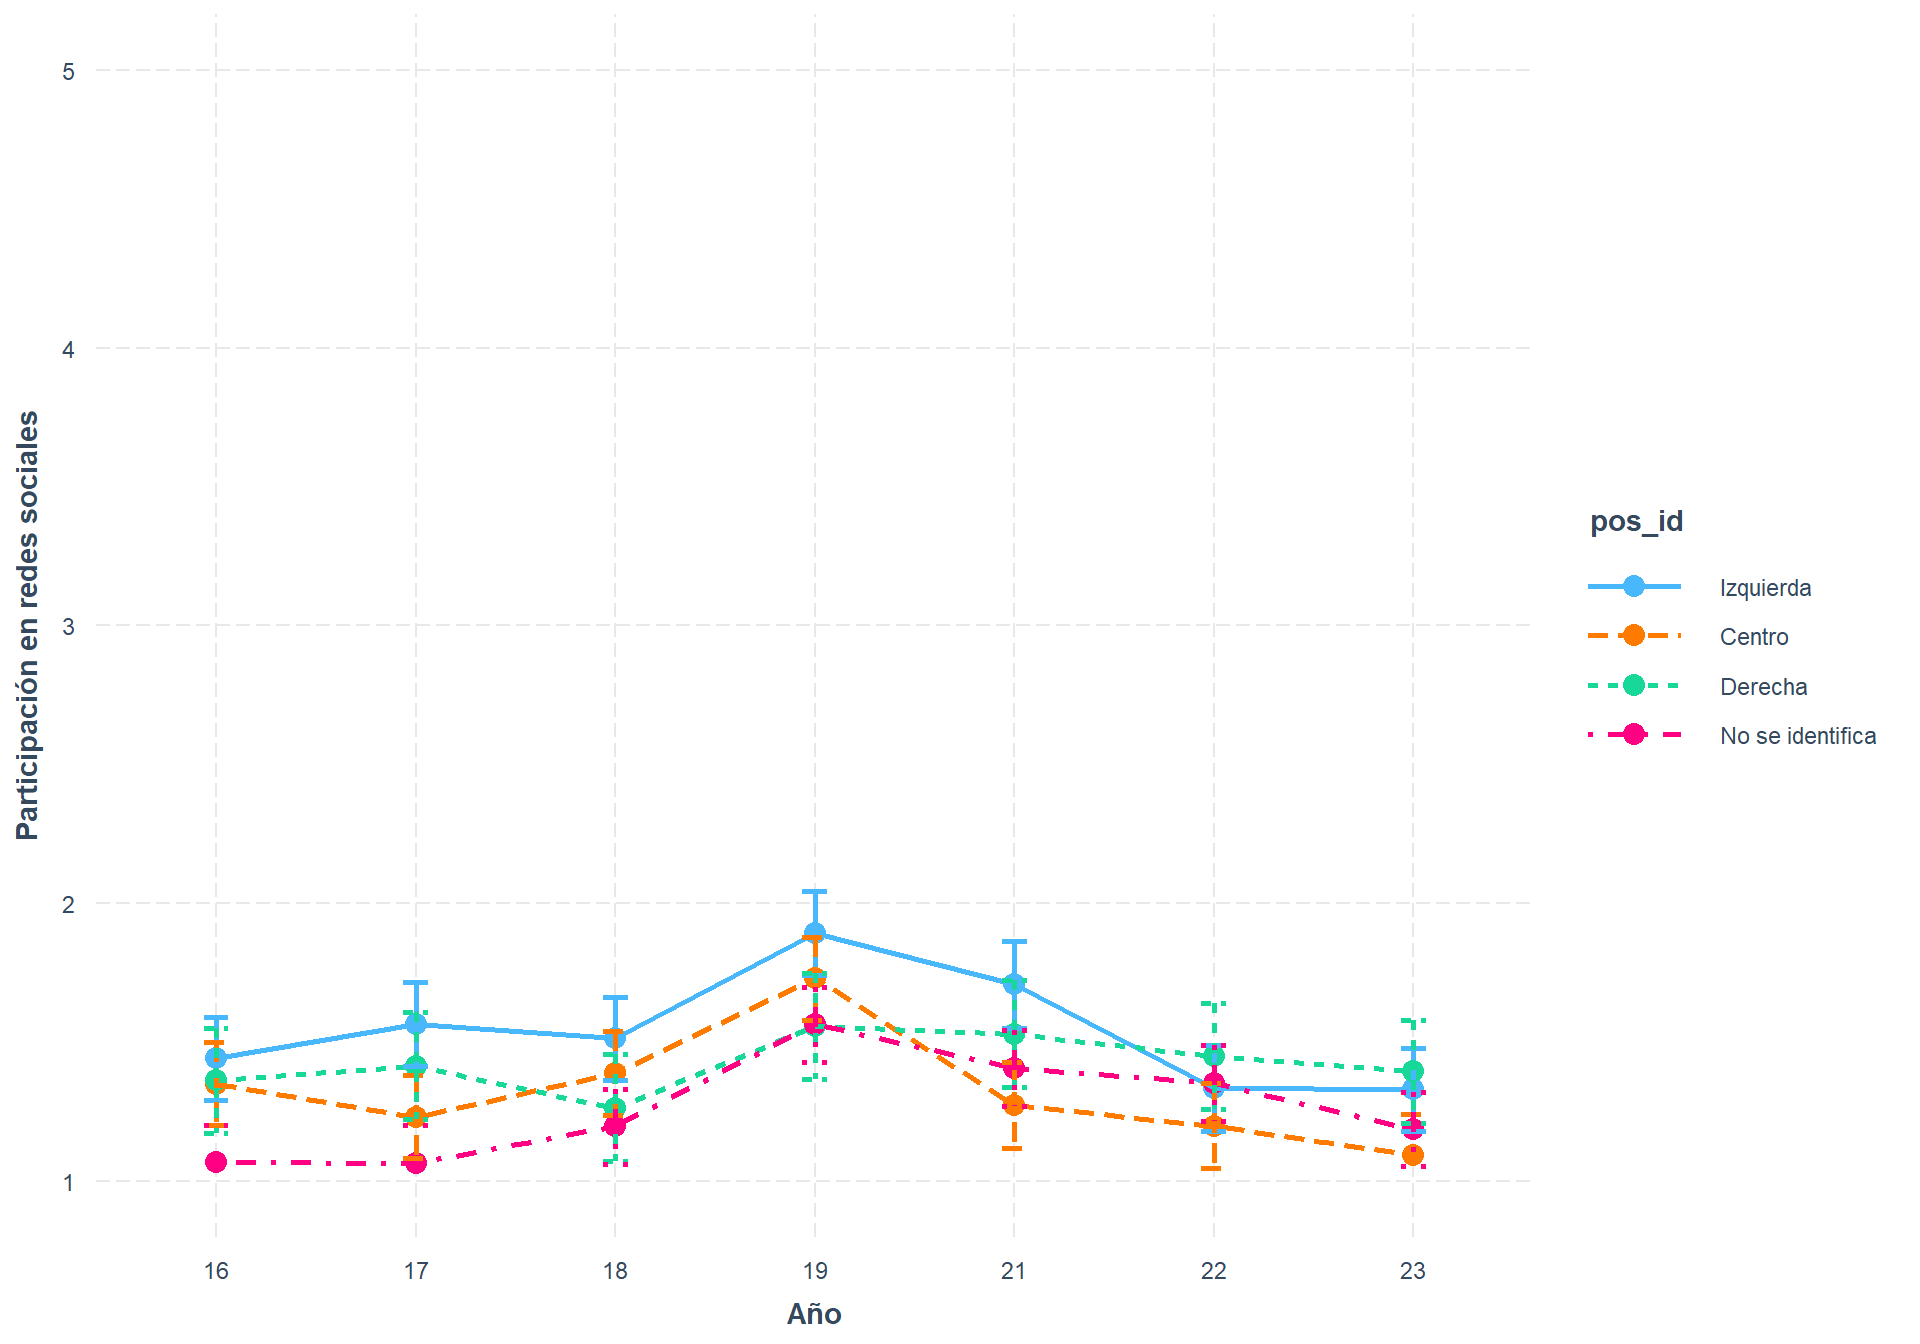 5
4
3
2
1
Participación en redes sociales
16 17 18 19 21 22 23
Año
pos_id
Izquierda
Centro
Derecha
No se identifica